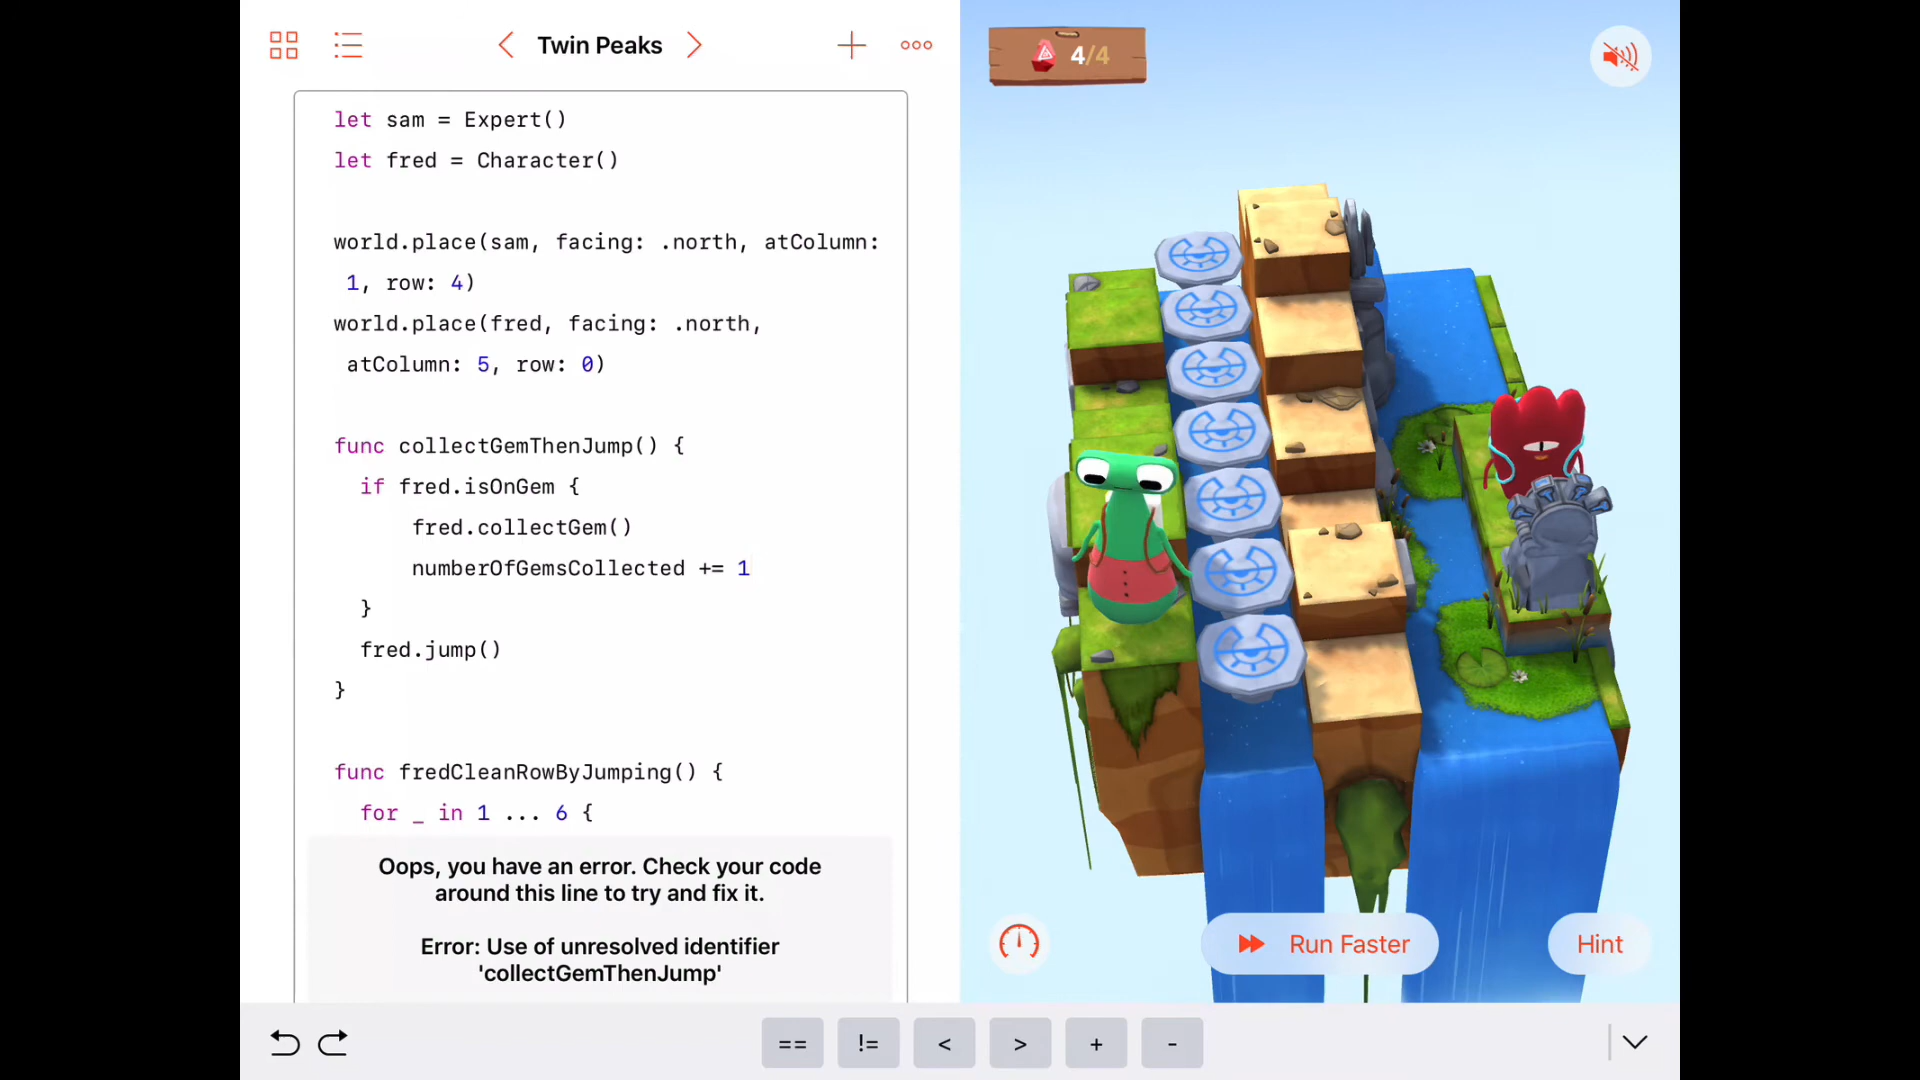 Twin Peaks
let sam = Expert()
let fred = Character()
world.place(sam, facing: .north, atColumn:
1, row: 4)
world.place(fred, facing: .north,
atColumn: 5, row: 0)
func collectGemThenJump() {
if fred.isOnGem {
fred.collectGem()
numberOfGemsCollected += 1
}
fred.jump()
}
func fredCleanRowByJumping() {
for _ in 1 ... 6 {
Oops, you have an error. Check your code
around this line to try and fix it.
Error: Use of unresolved identifier
'collectGemThenJump'
== != < > + -
4/4
Run Faster
Hint